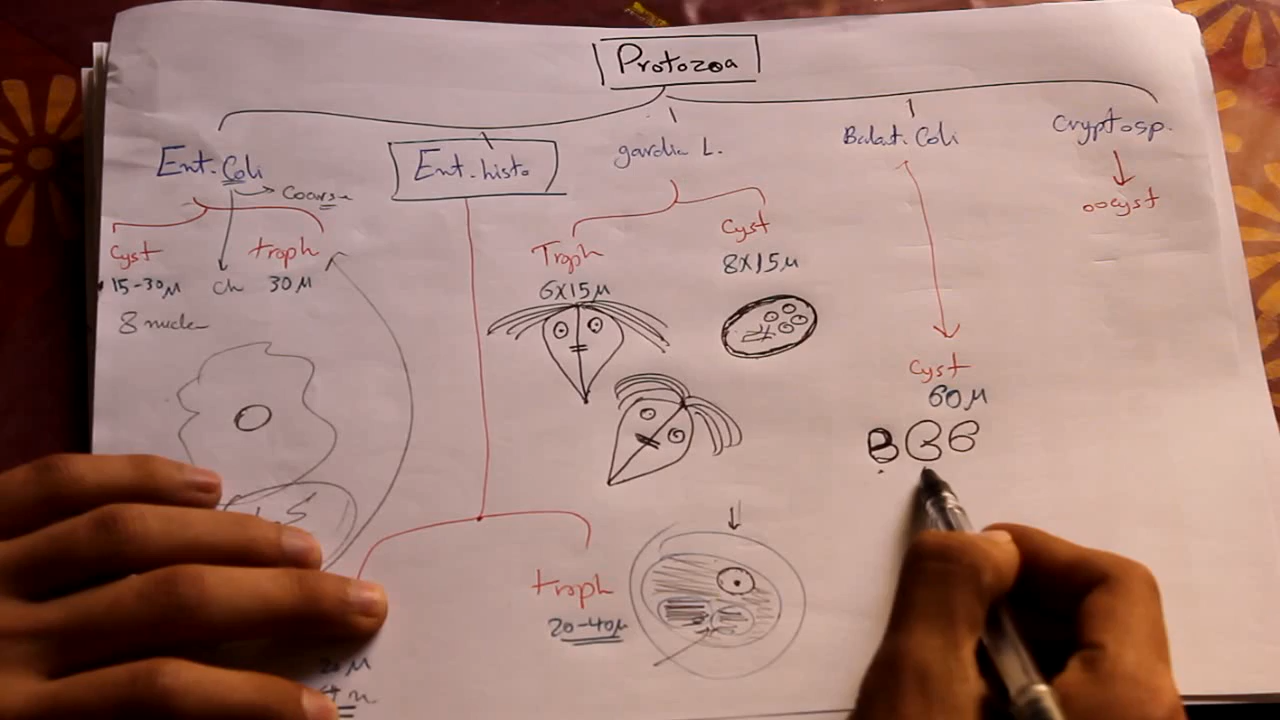 Protozoa
Ent. Coli
Coarse
Cyst
15-30μ
8 nucle
ch
troph
30μ
Ent. histo
gardia L.
Troph
6X15μ
Cyst
8X15μ
Balat. Coli
Cyst
60μ
B
Cryptosp.
oocyst
troph
20-40μ